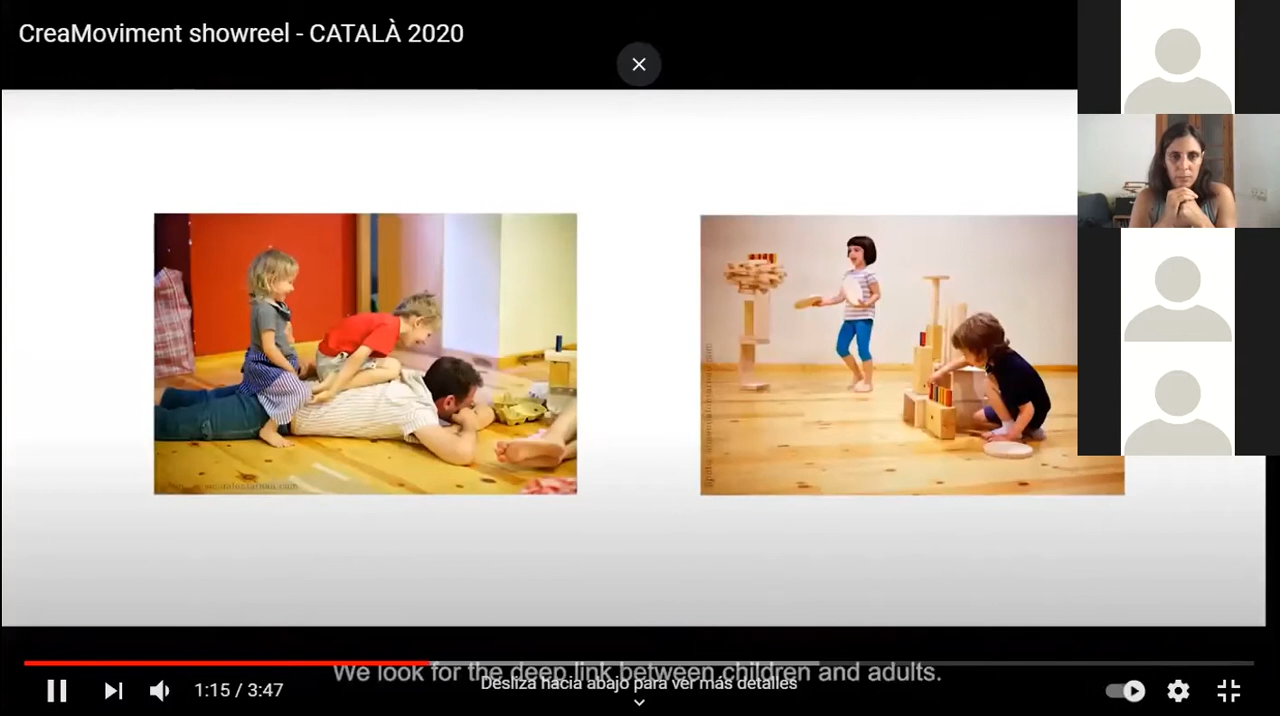 CreaMoviment showreel - CATALÀ 2020
We look for the deep link between children and adults.
Desliza hacia abajo para ver más detalles
1:15 / 3:47